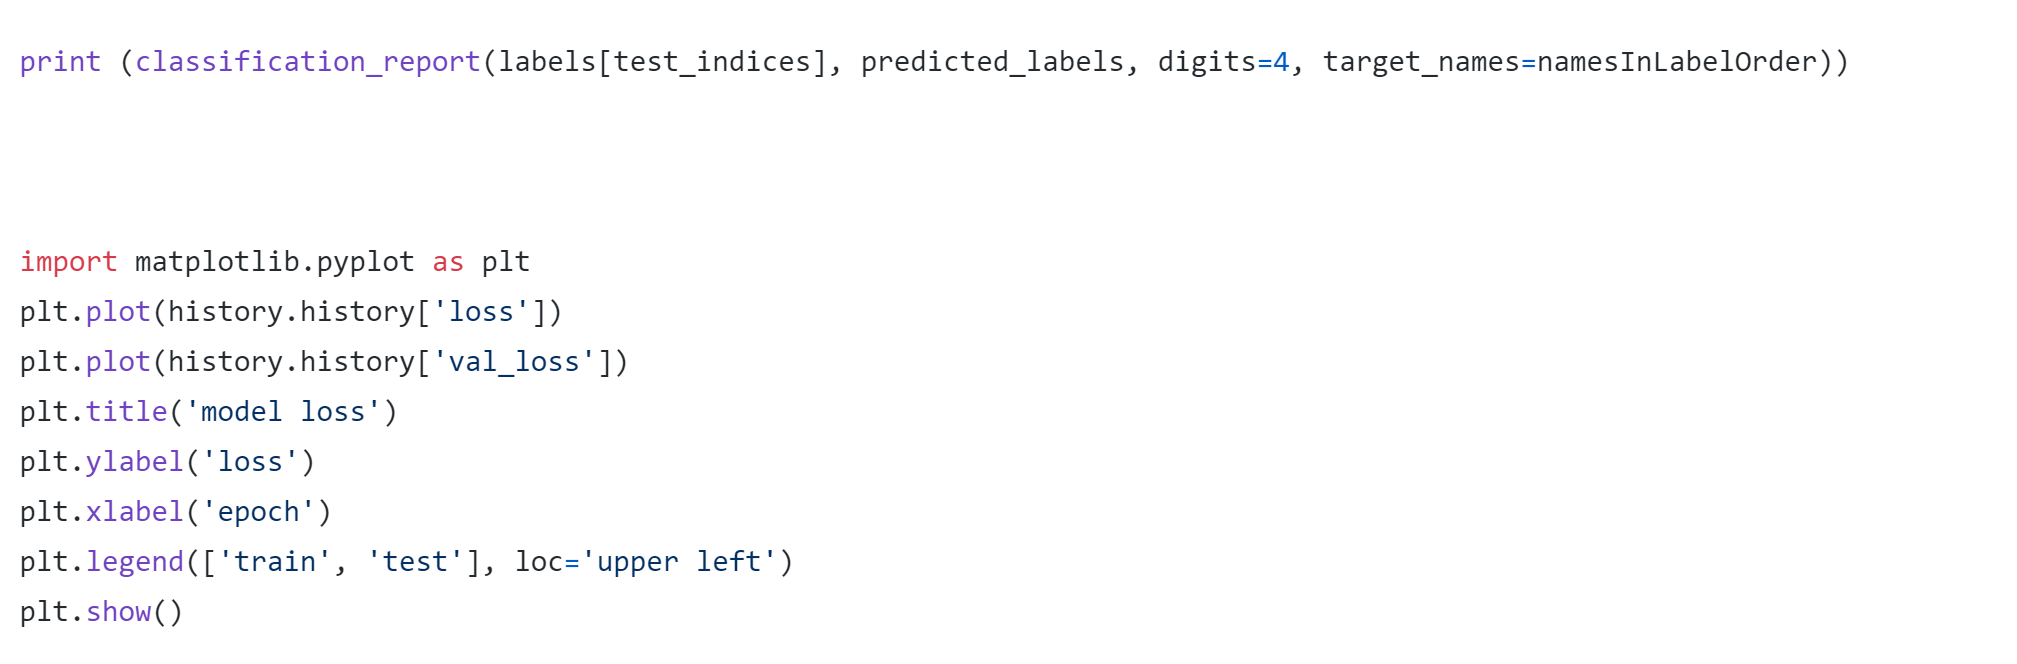 print (classification_report(labels[test_indices], predicted_labels, digits=4, target_names=namesInLabelOrder))
import matplotlib.pyplot as plt
plt.plot(history.history['loss'])
plt.plot(history.history['val_loss'])
plt.title('model loss')
plt.ylabel('loss')
plt.xlabel('epoch')
plt.legend(['train', 'test'], loc='upper left')
plt.show()